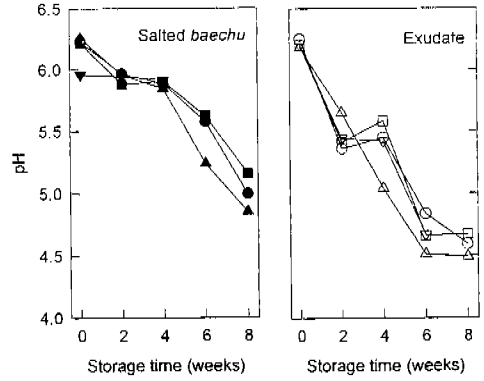 Salted baechu
Exudate
pH
6.5
6.0
5.5
5.0
4.5
4.0
0 2 4 6 8
0 2 4 6 8
Storage time (weeks)
Storage time (weeks)